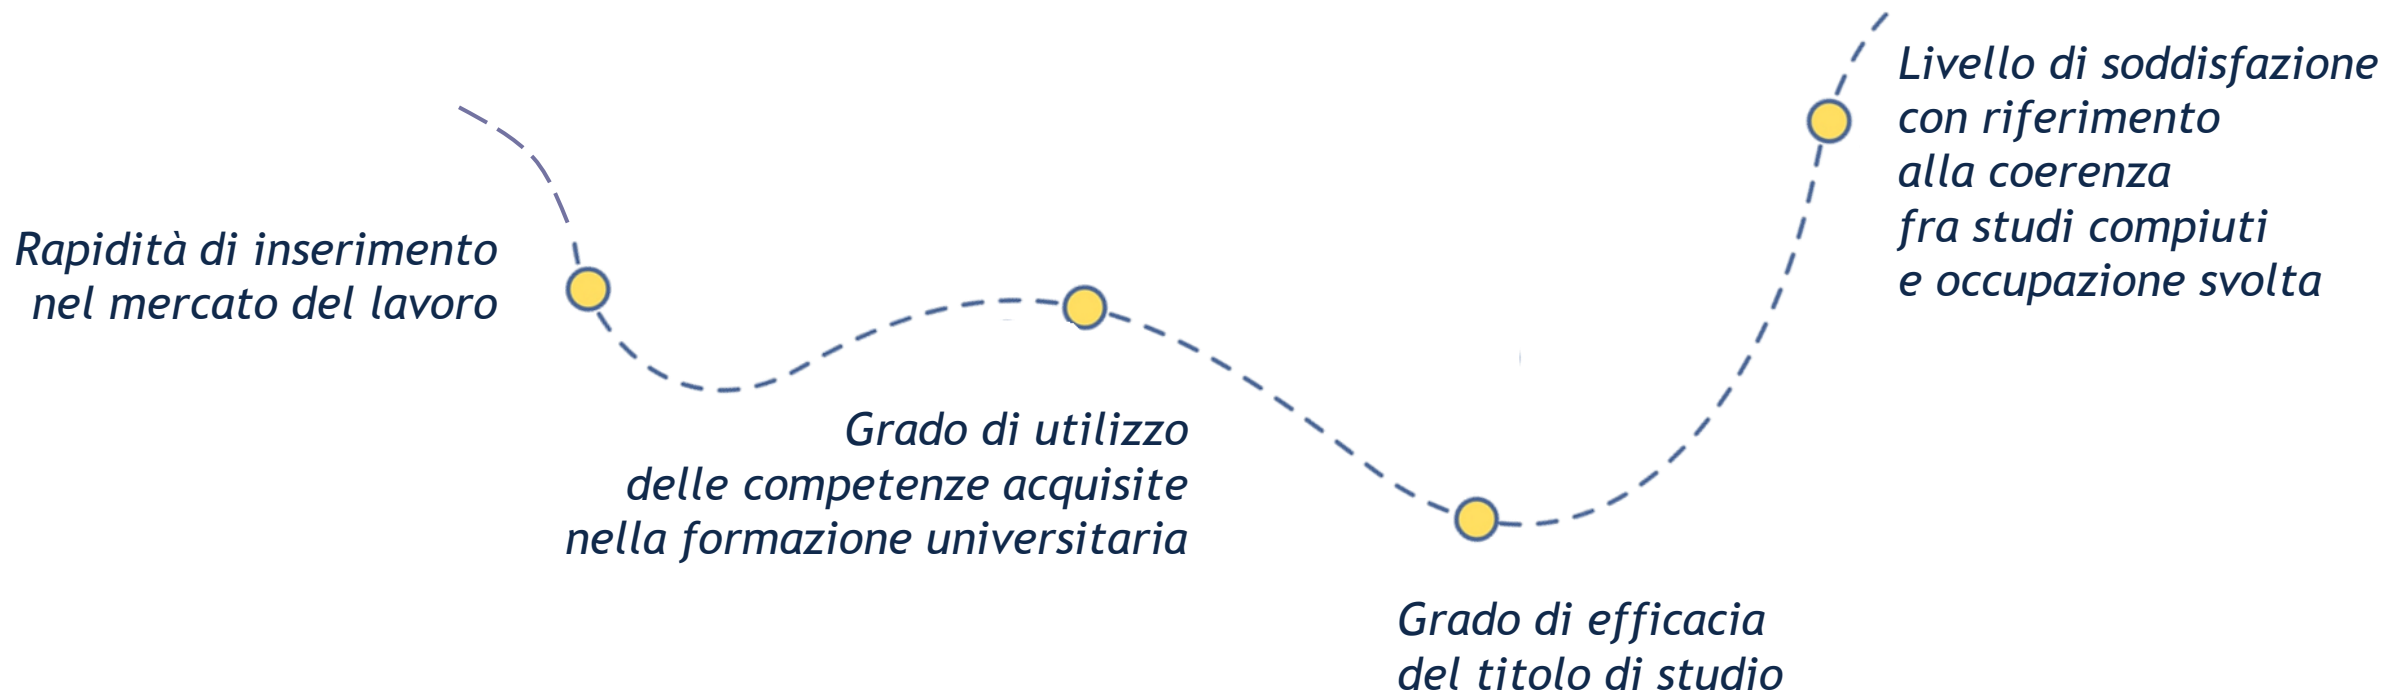 Rapidità di inserimento
nel mercato del lavoro
Grado di utilizzo
delle competenze acquisite
nella formazione universitaria
Grado di efficacia
del titolo di studio
Livello di soddisfazione
con riferimento
alla coerenza
fra studi compiuti
e occupazione svolta